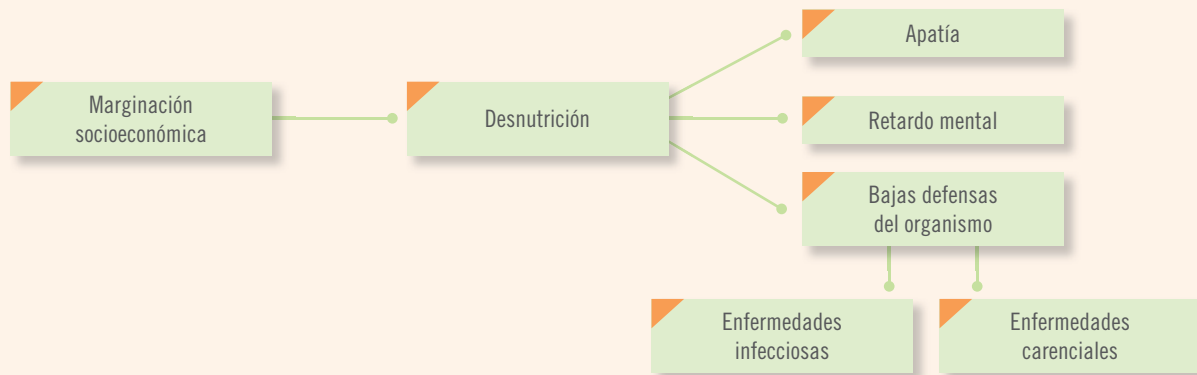 Apatía
Marginación
socioeconómica
Desnutrición
Retardo mental
Bajas defensas
del organismo
Enfermedades
infecciosas
Enfermedades
carenciales